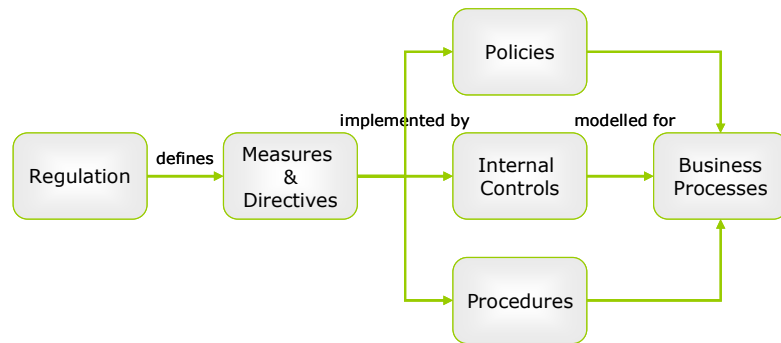 Policies
implemented by
modelled for
Regulation
defines
Measures
&
Directives
Internal
Controls
Business
Processes
Procedures